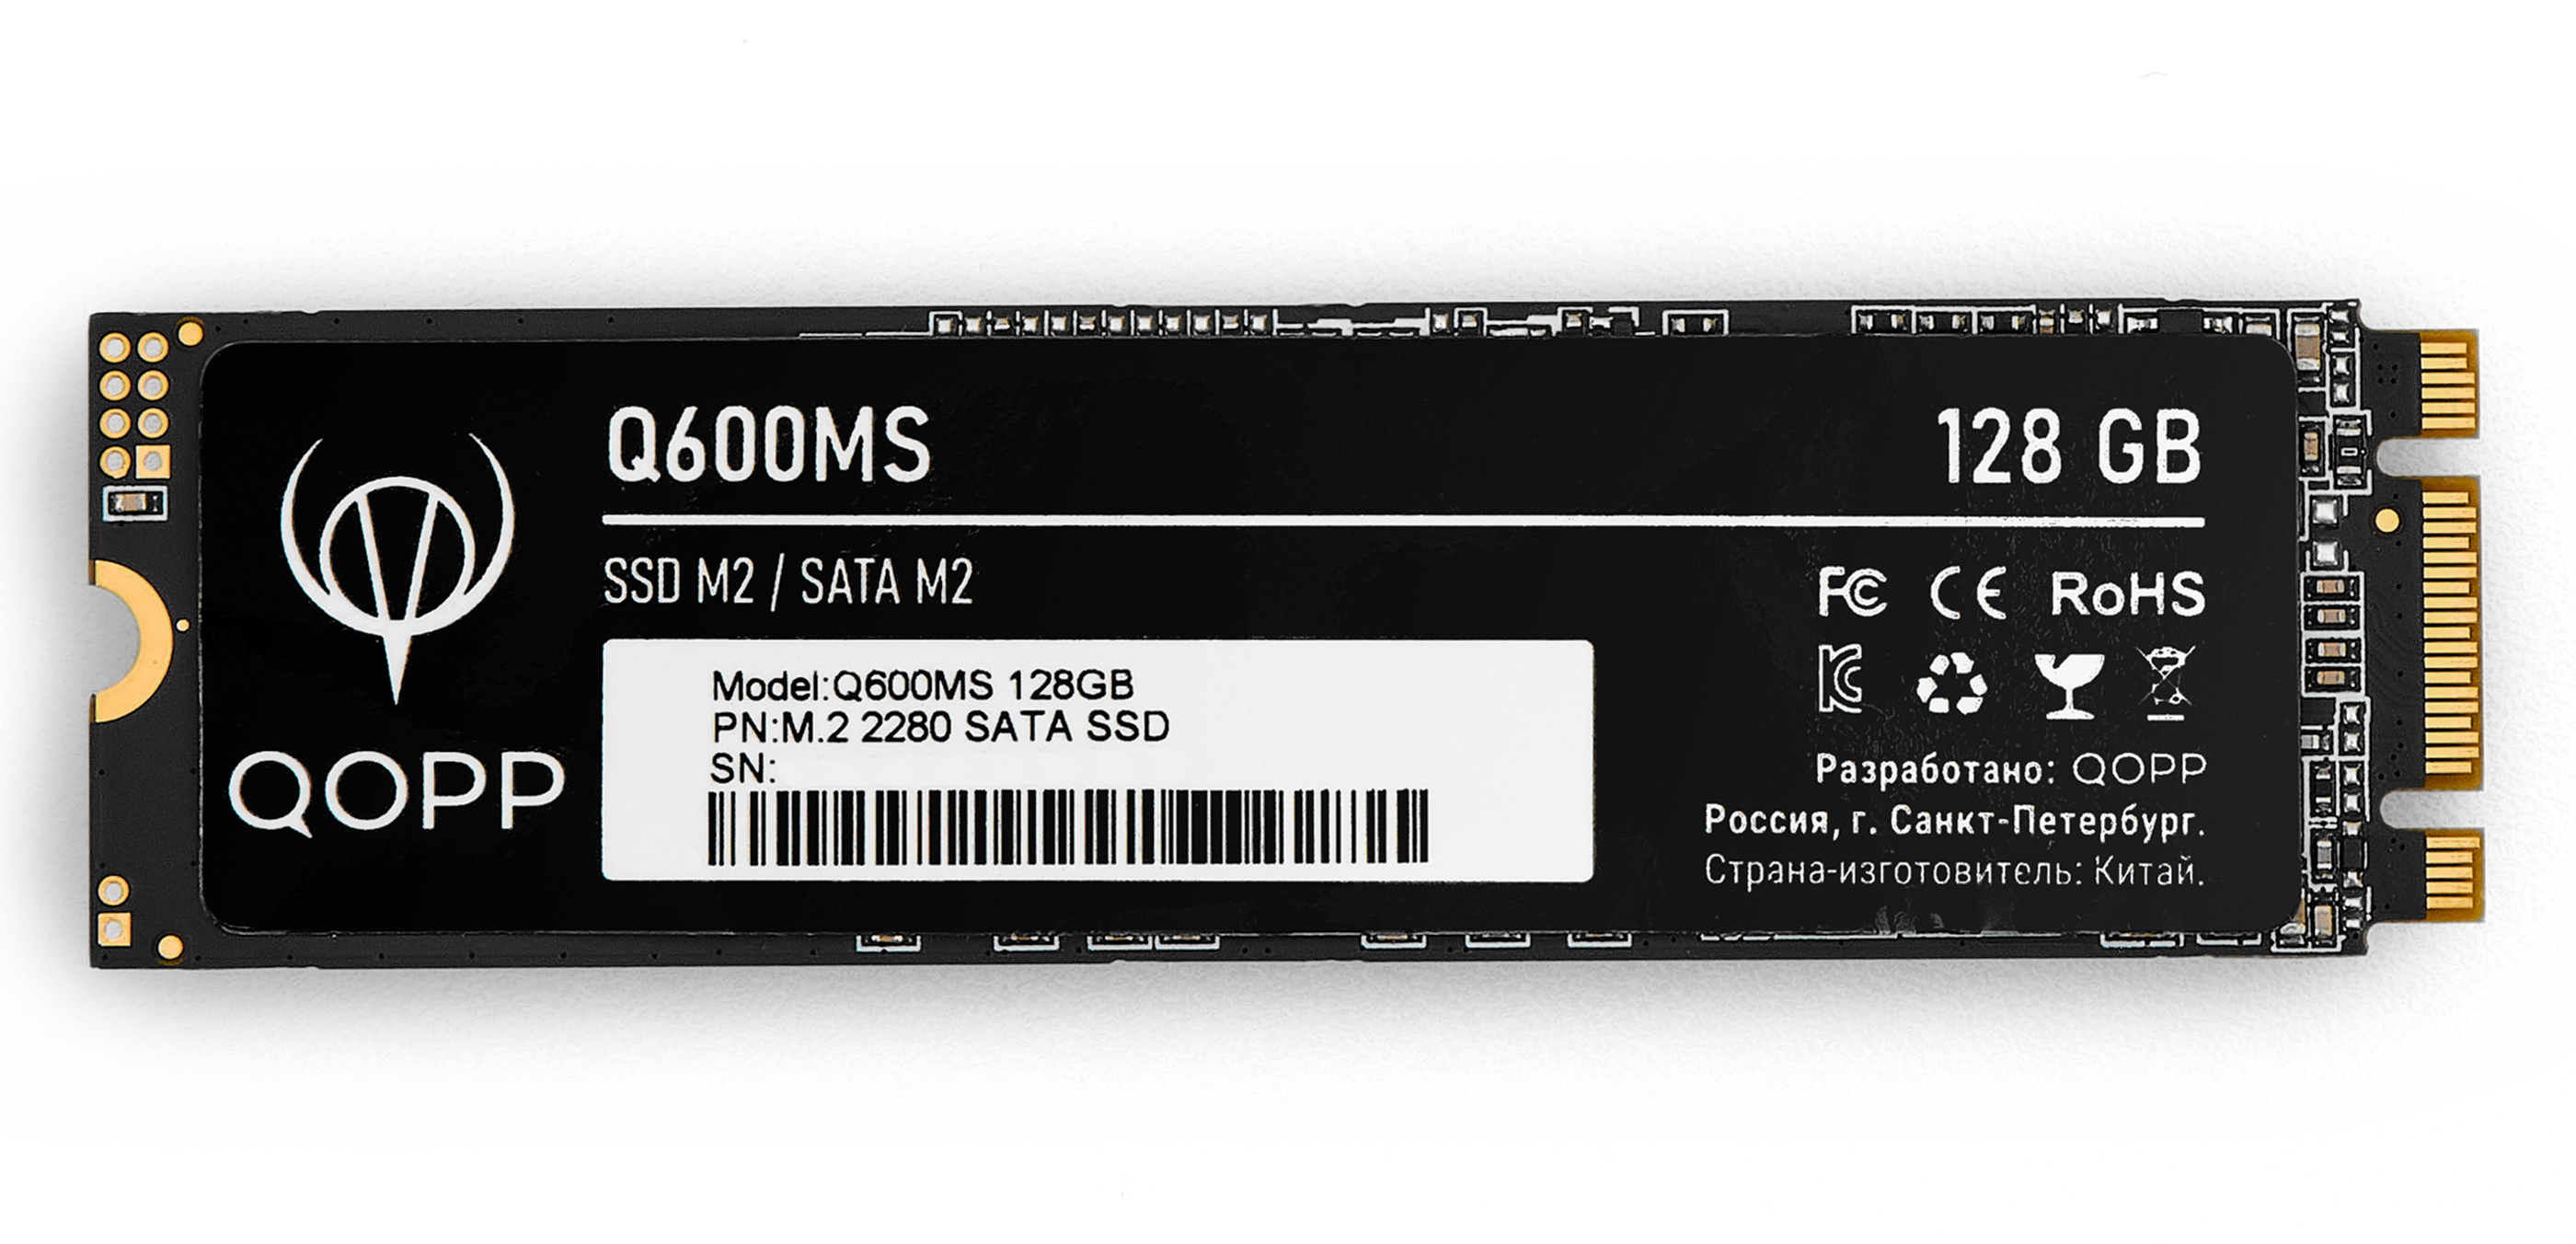 Q600MS 128 GB
SSD M2 / SATA M2
FC CE RoHS
Model:Q600MS 128GB
PN:M.2 2280 SATA SSD
SN:
QOPP
Разработано: QOPP
Россия, г. Санкт-Петербург.
Страна-изготовитель: Китай.